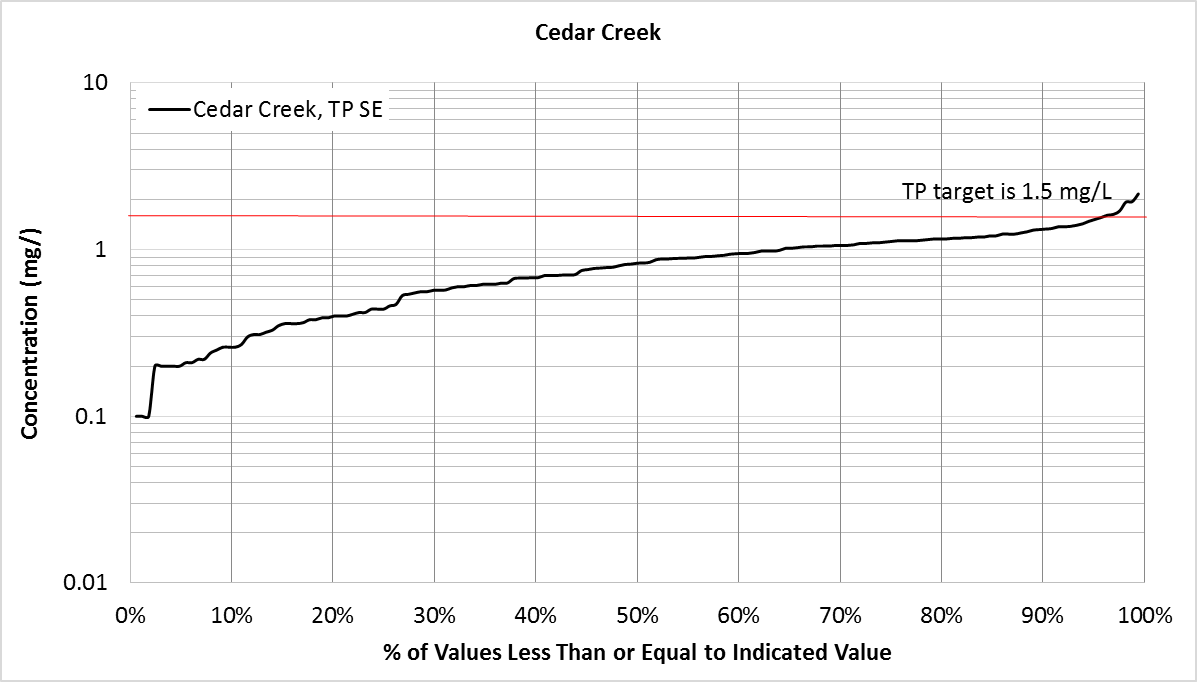 Cedar Creek
10
Cedar Creek, TP SE
TP target is 1.5 mg/L
1
0.1
0.01
Concentration (mg/)
0% 10% 20% 30% 40% 50% 60% 70% 80% 90% 100%
% of Values Less Than or Equal to Indicated Value